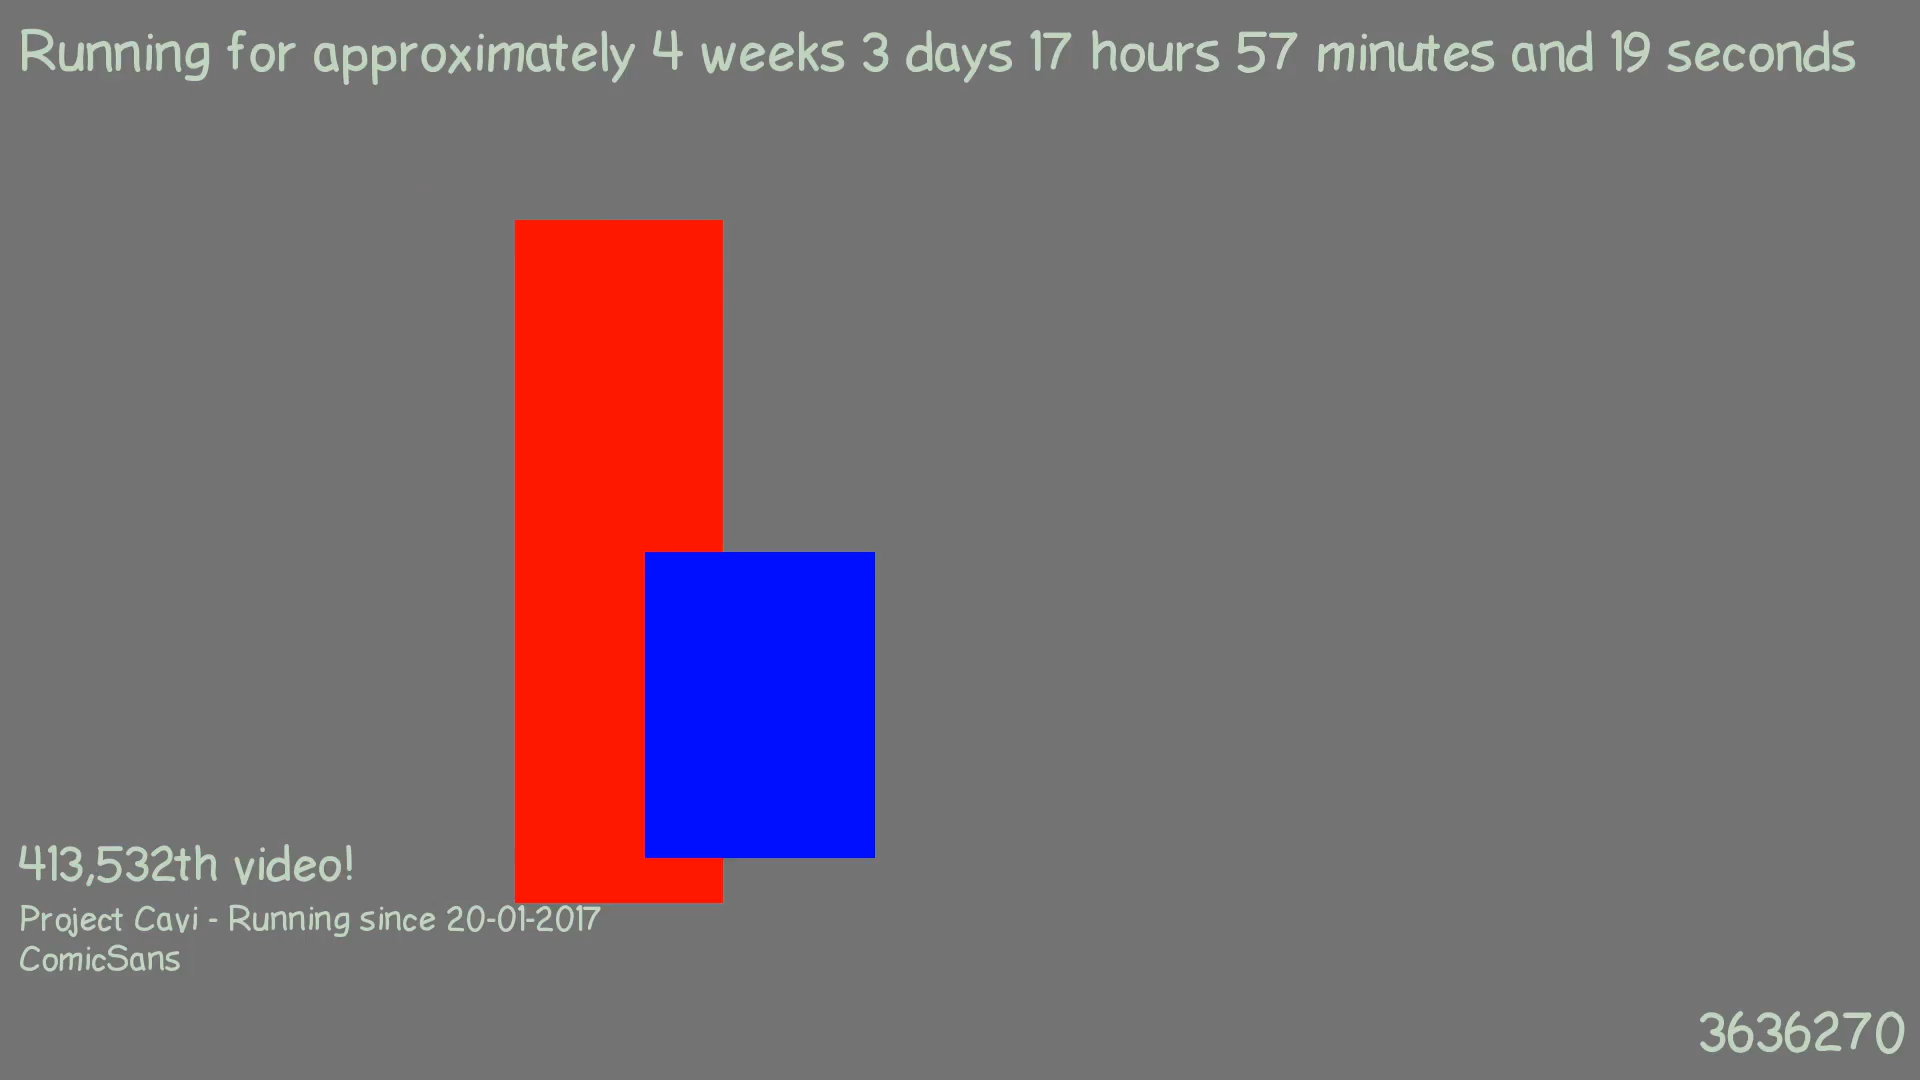 Running for approximately 4 weeks 3 days 17 hours 57 minutes and 19 seconds
413,532th video!
Project Cavi - Running since 20-01-2017
ComicSans
3636270